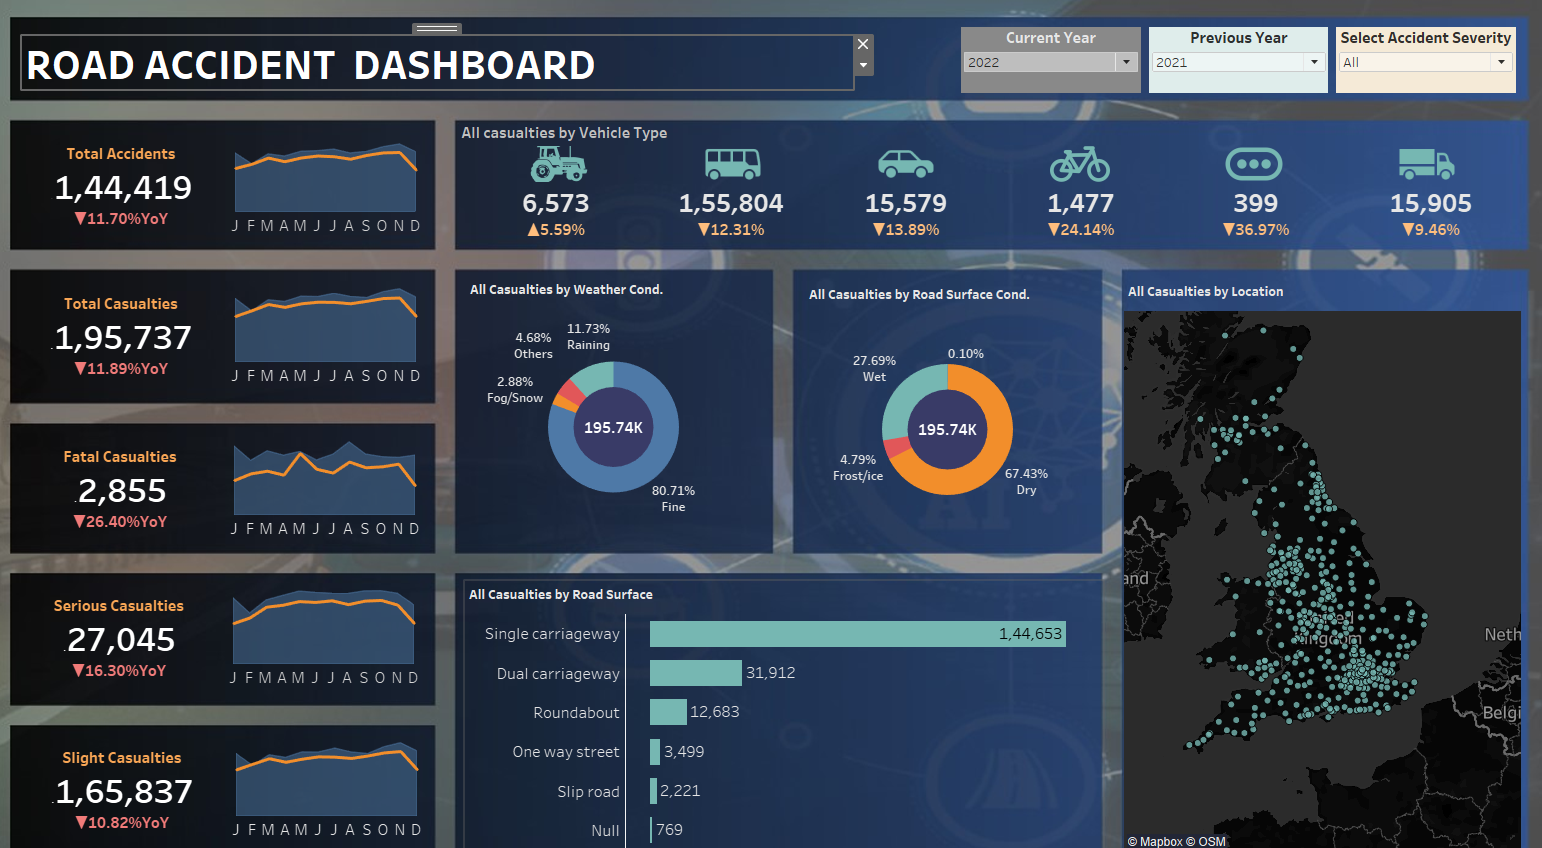 ROAD ACCIDENT  DASHBOARD
Current Year
2022
Previous Year
2021
Select Accident Severity
All
Total Accidents
1,44,419
▼11.70%YoY
J F M A M J J A S O N D
Total Casualties
.1,95,737
▼11.89%YoY
J F M A M J J A S O N D
Fatal Casualties
.2,855
▼26.40%YoY
J F M A M J J A S O N D
Serious Casualties
.27,045
▼16.30%YoY
J F M A M J J A S O N D
Slight Casualties
.1,65,837
▼10.82%YoY
J F M A M J J A S O N D
All casualties by Vehicle Type
6,573
▲5.59%
1,55,804
▼12.31%
15,579
▼13.89%
1,477
▼24.14%
399
▼36.97%
15,905
▼9.46%
All Casualties by Weather Cond.
11.73%
Raining
4.68%
Others
2.88%
Fog/Snow
195.74K
80.71%
Fine
All Casualties by Road Surface Cond.
0.10%
27.69%
Wet
195.74K
4.79%
Frost/ice
67.43%
Dry
All Casualties by Road Surface
Single carriageway 1,44,653
Dual carriageway 31,912
Roundabout 12,683
One way street 3,499
Slip road 2,221
Null 769
All Casualties by Location
and
Kingdom
Neth
Belgi
© Mapbox © OSM